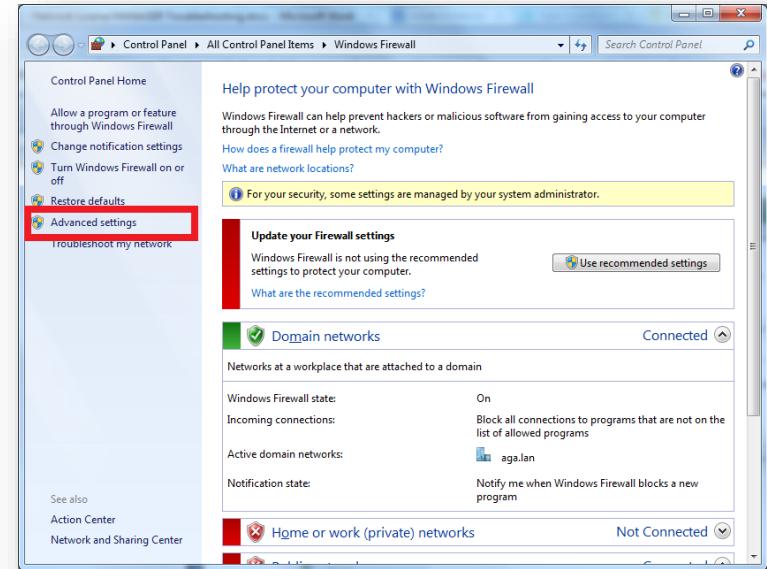 Control Panel ▸ All Control Panel Items ▸ Windows Firewall
Search Control Panel
Control Panel Home
Allow a program or feature
through Windows Firewall
Change notification settings
Turn Windows Firewall on or
off
Restore defaults
Advanced settings
Troubleshoot my network
See also
Action Center
Network and Sharing Center
Help protect your computer with Windows Firewall
Windows Firewall can help prevent hackers or malicious software from gaining access to your computer
through the Internet or a network.
How does a firewall help protect my computer?
What are network locations?
For your security, some settings are managed by your system administrator.
Update your Firewall settings
Windows Firewall is not using the recommended
settings to protect your computer.
Use recommended settings
What are the recommended settings?
Domain networks Connected
Networks at a workplace that are attached to a domain
Windows Firewall state: On
Incoming connections: Block all connections to programs that are not on the
list of allowed programs
Active domain networks: aga.lan
Notification state: Notify me when Windows Firewall blocks a new
program
Home or work (private) networks Not Connected